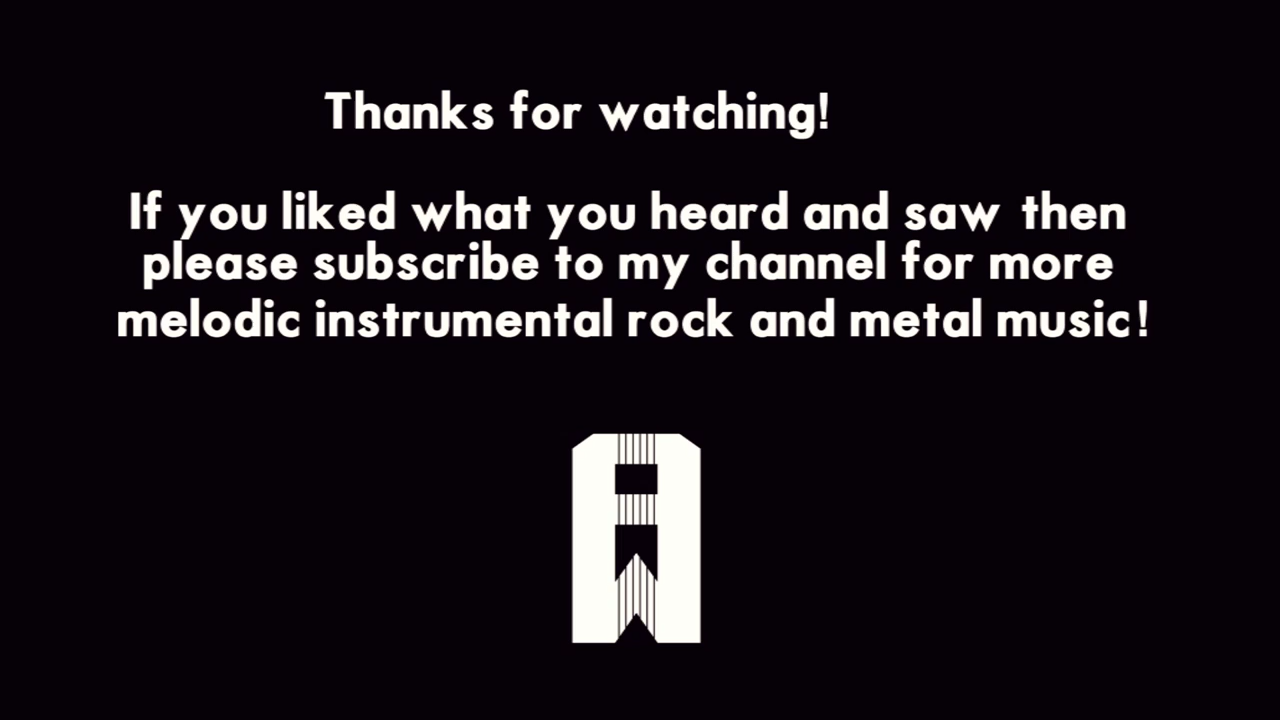 Thanks for watching!
If you liked what you heard and saw then
please subscribe to my channel for more
melodic instrumental rock and metal music!